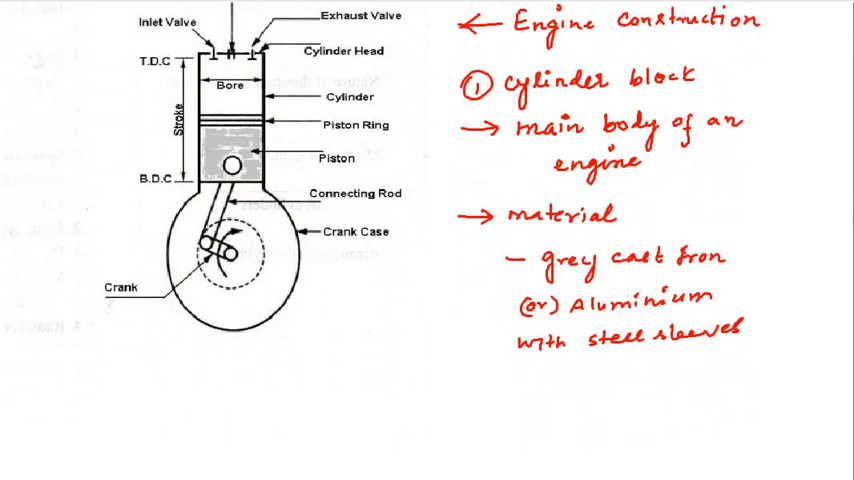 Inlet Valve
Exhaust Valve
Cylinder Head
T.D.C
Bore
Cylinder
Stroke
Piston Ring
Piston
B.D.C
Connecting Rod
Crank Case
Crank
← Engine construction
① cylinder block
→ main body of an
engine
→ material
- grey cast Iron
(or) Aluminium
with steel sleeves